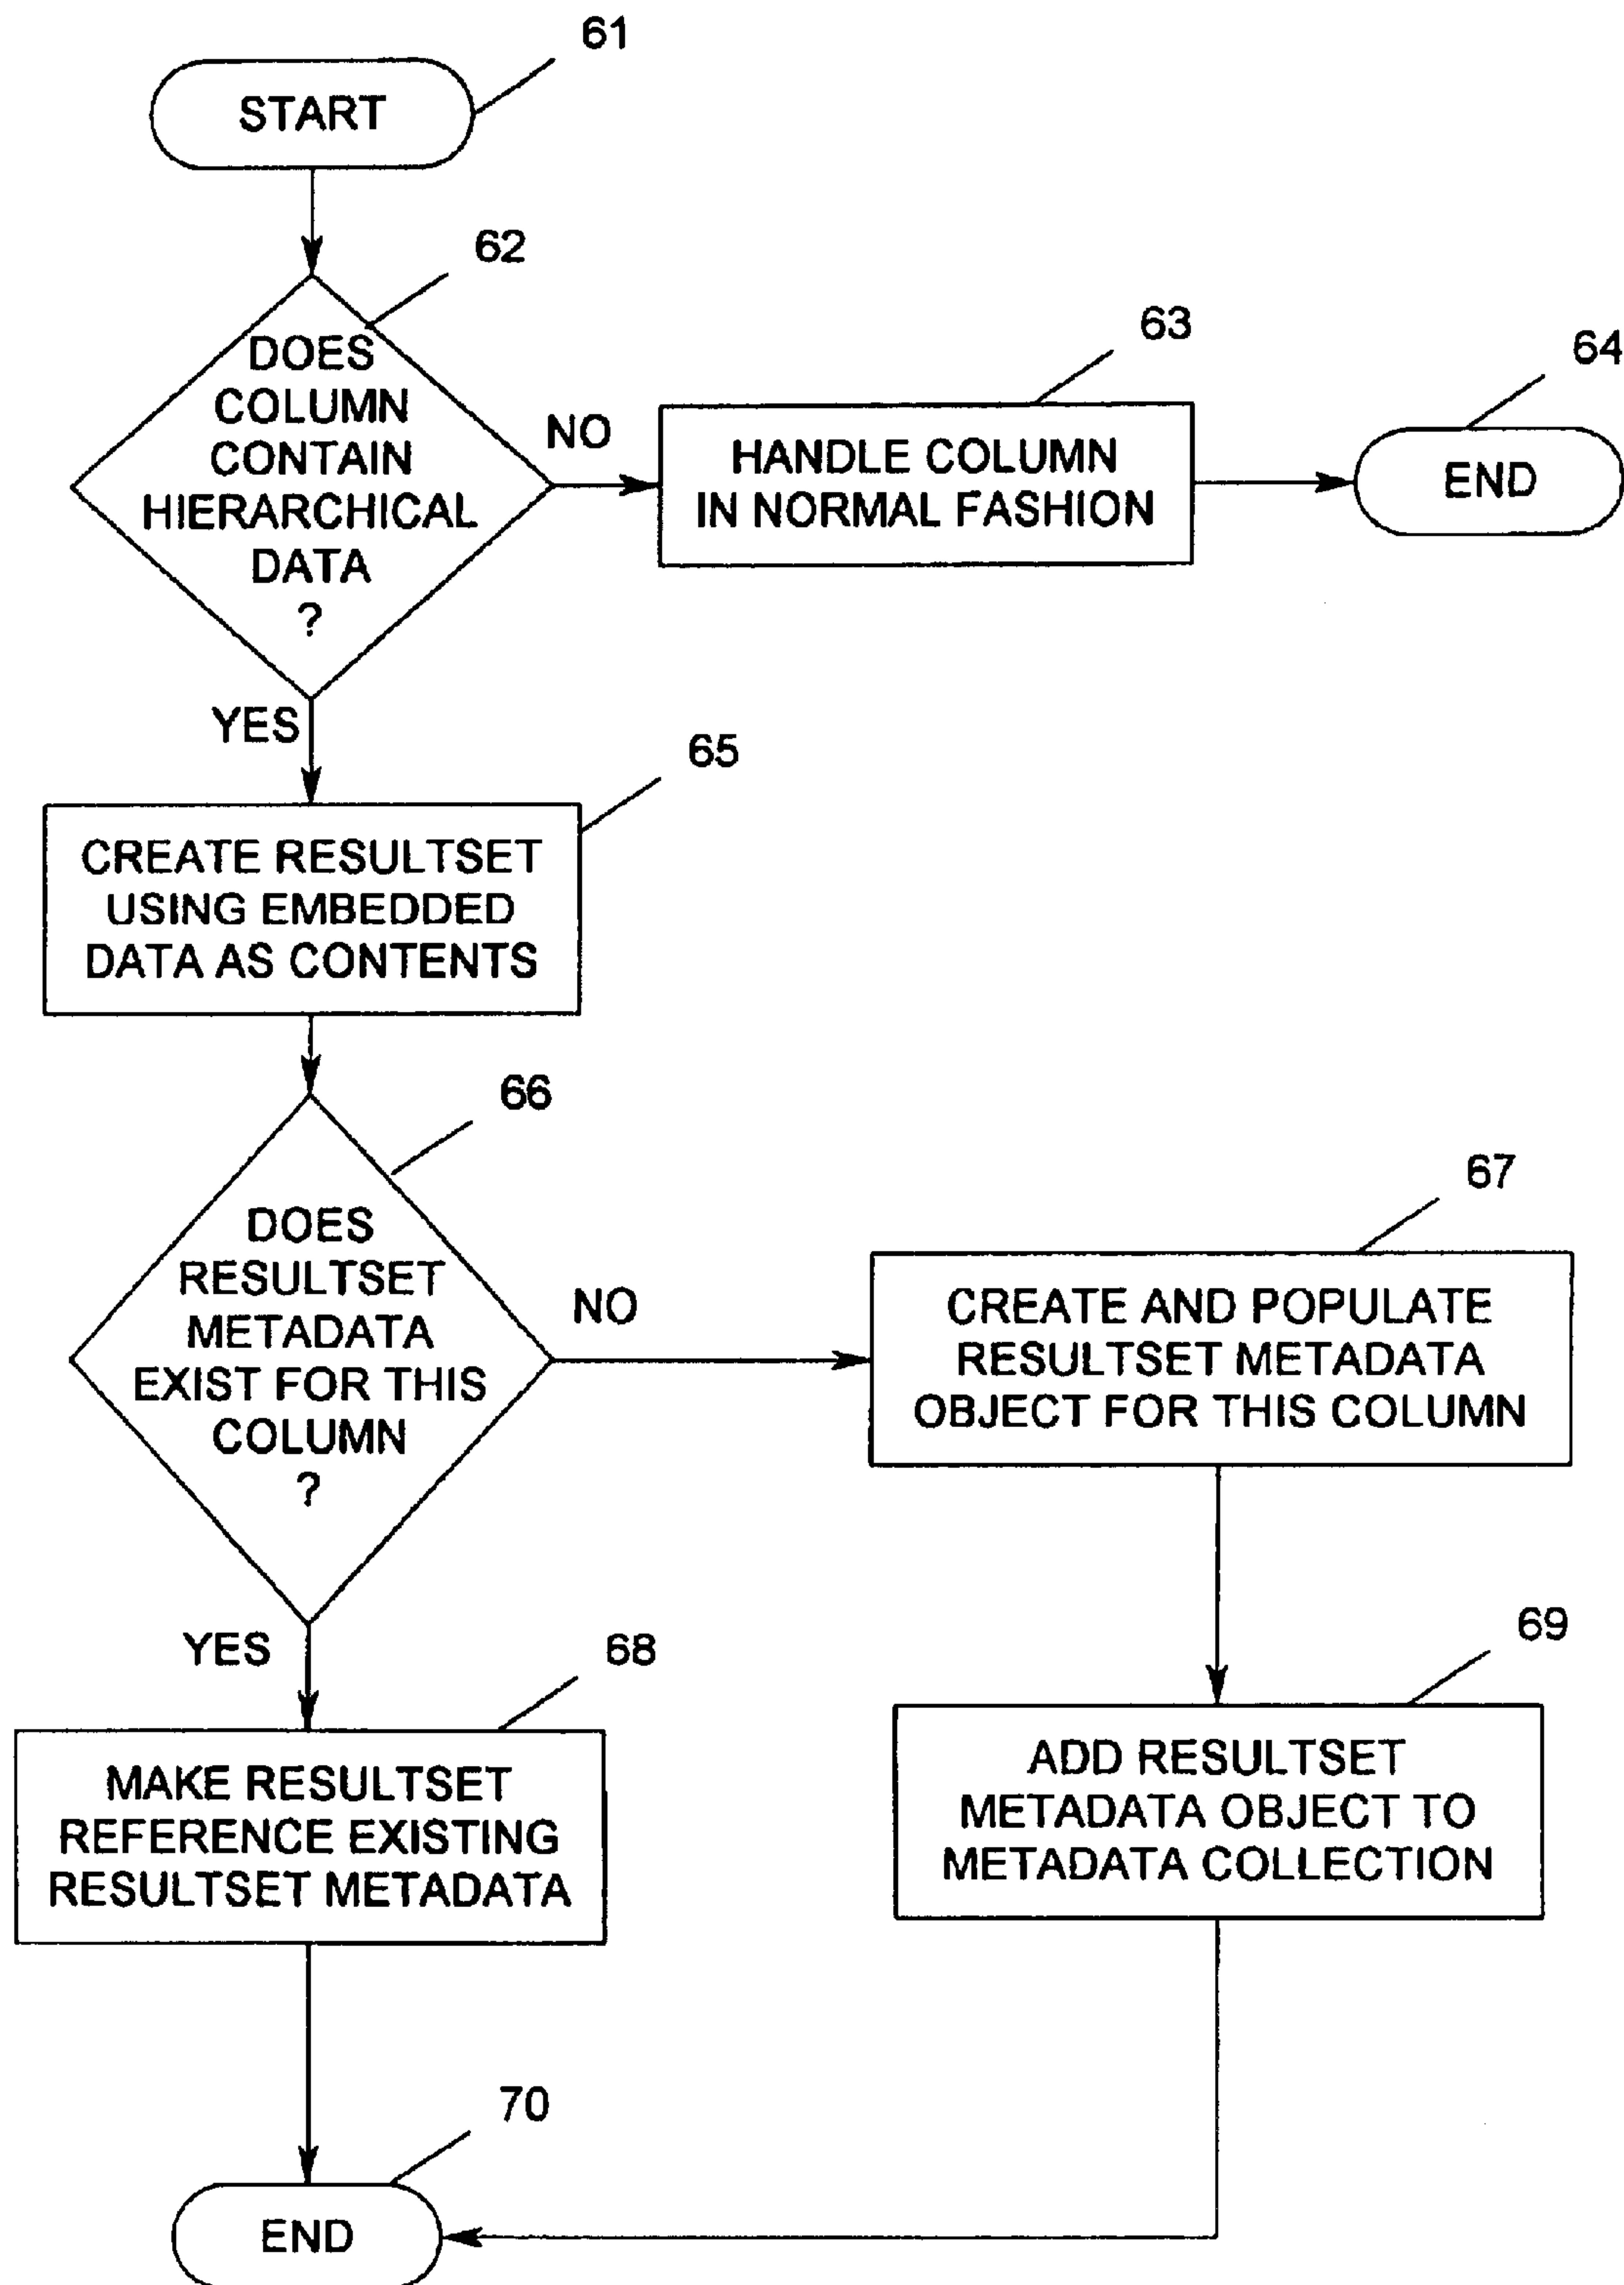 61
START
62
DOES
COLUMN
CONTAIN
HIERARCHICAL
DATA
?
NO
63
HANDLE COLUMN
IN NORMAL FASHION
64
END
YES
65
CREATE RESULTSET
USING EMBEDDED
DATA AS CONTENTS
66
DOES
RESULTSET
METADATA
EXIST FOR THIS
COLUMN
?
NO
67
CREATE AND POPULATE
RESULTSET METADATA
OBJECT FOR THIS COLUMN
YES
68
MAKE RESULTSET
REFERENCE EXISTING
RESULTSET METADATA
69
ADD RESULTSET
METADATA OBJECT TO
METADATA COLLECTION
70
END